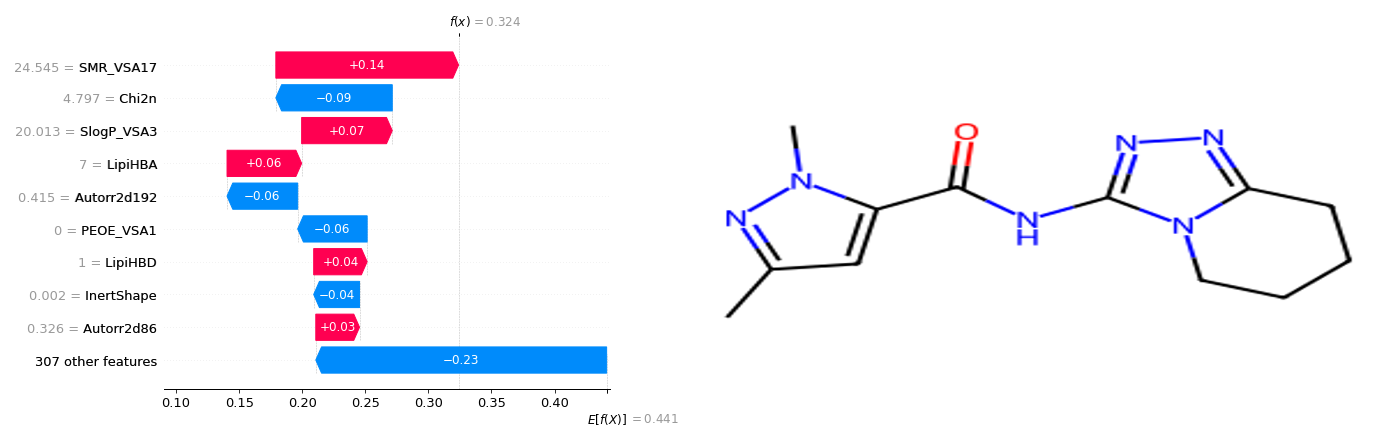 f(x) = 0.324
24.545 = SMR_VSA17
+0.14
4.797 = Chi2n
−0.09
20.013 = SlogP_VSA3
+0.07
7 = LipiHBA
+0.06
0.415 = Autorr2d192
−0.06
0 = PEOE_VSA1
−0.06
1 = LipiHBD
+0.04
0.002 = InertShape
−0.04
0.326 = Autorr2d86
+0.03
307 other features
−0.23
0.10 0.15 0.20 0.25 0.30 0.35 0.40
E[f(X)] = 0.441
O
N N
N
N
N
N
H